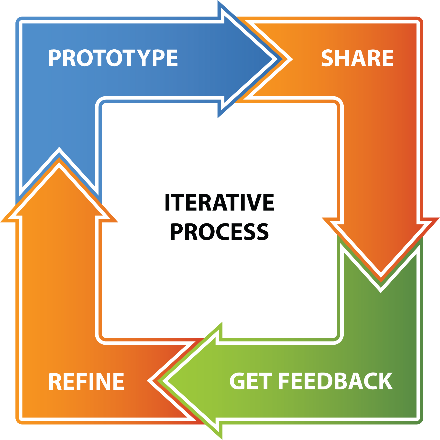 PROTOTYPE
SHARE
ITERATIVE
PROCESS
REFINE
GET FEEDBACK